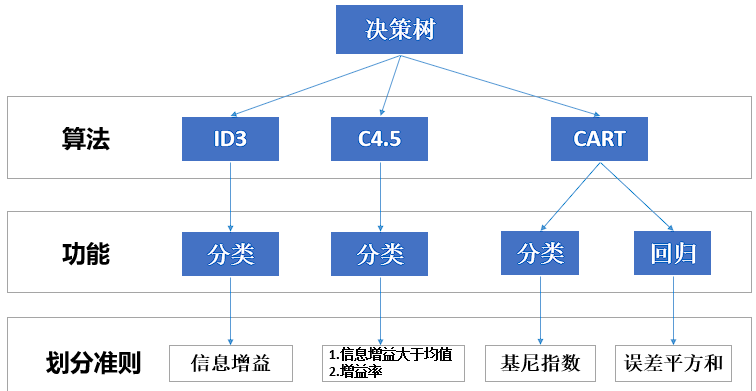 决策树
算法
ID3
C4.5
CART
功能
分类
分类
分类
回归
划分准则
信息增益
1.信息增益大于均值
2.增益率
基尼指数
误差平方和